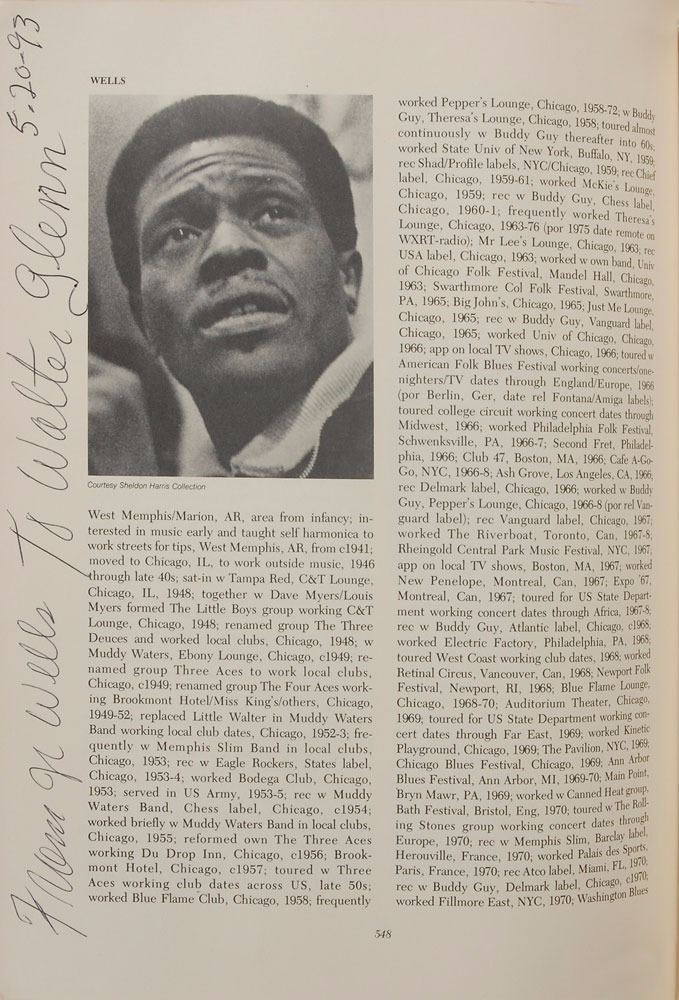 From Jr Wells To Walter Glenn 5-20-93
WELLS
Courtesy Sheldon Harris Collection
West Memphis/Marion, AR, area from infancy; in-
terested in music early and taught self harmonica to
work streets for tips, West Memphis, AR, from c1941;
moved to Chicago, IL, to work outside music, 1946
through late 40s; sat-in w Tampa Red, C&T Lounge,
Chicago, IL, 1948; together w Dave Myers/Louis
Myers formed The Little Boys group working C&T
Lounge, Chicago, 1948; renamed group The Three
Deuces and worked local clubs, Chicago, 1948; w
Muddy Waters, Ebony Lounge, Chicago, c1949; re-
named group Three Aces to work local clubs,
Chicago, c1949; renamed group The Four Aces work-
ing Brookmont Hotel/Miss King's/others, Chicago,
1949-52; replaced Little Walter in Muddy Waters
Band working local club dates, Chicago, 1952-3; fre-
quently w Memphis Slim Band in local clubs,
Chicago, 1953; rec w Eagle Rockers, States label,
Chicago, 1953-4; worked Bodega Club, Chicago,
1953; served in US Army, 1953-5; rec w Muddy
Waters Band, Chess label, Chicago, c1954;
worked briefly w Muddy Waters Band in local clubs,
Chicago, 1955; reformed own The Three Aces
working Du Drop Inn, Chicago, c1956; Brook-
mont Hotel, Chicago, c1957; toured w Three
Aces working club dates across US, late 50s;
worked Blue Flame Club, Chicago, 1958; frequently
worked Pepper's Lounge, Chicago, 1958-72; w Buddy
Guy, Theresa's Lounge, Chicago, 1958; toured almost
continuously w Buddy Guy thereafter into 60s;
worked State Univ of New York, Buffalo, NY, 1959;
rec Shad/Profile labels, NYC/Chicago, 1959; rec Chief
label, Chicago, 1959-61; worked McKie's Lounge,
Chicago, 1959; rec w Buddy Guy, Chess label,
Chicago, 1960-1; frequently worked Theresa's
Lounge, Chicago, 1963-76 (por 1975 date remote on
WXRT-radio); Mr Lee's Lounge, Chicago, 1963; rec
USA label, Chicago, 1963; worked w own band, Univ
of Chicago Folk Festival, Mandel Hall, Chicago,
1963; Swarthmore Col Folk Festival, Swarthmore,
PA, 1965; Big John's, Chicago, 1965; Just Me Lounge,
Chicago, 1965; rec w Buddy Guy, Vanguard label,
Chicago, 1965; worked Univ of Chicago, Chicago,
1966; app on local TV shows, Chicago, 1966; toured w
American Folk Blues Festival working concerts/one-
nighters/TV dates through England/Europe, 1966
(por Berlin, Ger, date rel Fontana/Amiga labels);
toured college circuit working concert dates through
Midwest, 1966; worked Philadelphia Folk Festival,
Schwenksville, PA, 1966-7; Second Fret, Philadel-
phia, 1966; Club 47, Boston, MA, 1966; Cafe A-Go-
Go, NYC, 1966-8; Ash Grove, Los Angeles, CA, 1966;
rec Delmark label, Chicago, 1966; worked w Buddy
Guy, Pepper's Lounge, Chicago, 1966-8 (por rel Van-
guard label); rec Vanguard label, Chicago, 1967;
worked The Riverboat, Toronto, Can, 1967-8;
Rheingold Central Park Music Festival, NYC, 1967;
app on local TV shows, Boston, MA, 1967; worked
New Penelope, Montreal, Can, 1967; Expo '67,
Montreal, Can, 1967; toured for US State Depart-
ment working concert dates through Africa, 1967-8;
rec w Buddy Guy, Atlantic label, Chicago, c1968;
worked Electric Factory, Philadelphia, PA, 1968;
toured West Coast working club dates, 1968; worked
Retinal Circus, Vancouver, Can, 1968; Newport Folk
Festival, Newport, RI, 1968; Blue Flame Lounge,
Chicago, 1968-70; Auditorium Theater, Chicago,
1969; toured for US State Department working con-
cert dates through Far East, 1969; worked Kinetic
Playground, Chicago, 1969; The Pavilion, NYC, 1969;
Chicago Blues Festival, Chicago, 1969; Ann Arbor
Blues Festival, Ann Arbor, MI, 1969-70; Main Point,
Bryn Mawr, PA, 1969; worked w Canned Heat group,
Bath Festival, Bristol, Eng, 1970; toured w The Roll-
ing Stones group working concert dates through
Europe, 1970; rec w Memphis Slim, Barclay label,
Herouville, France, 1970; worked Palais des Sports,
Paris, France, 1970; rec Atco label, Miami, FL, 1970;
rec w Buddy Guy, Delmark label, Chicago, c1970;
worked Fillmore East, NYC, 1970; Washington Blues
548